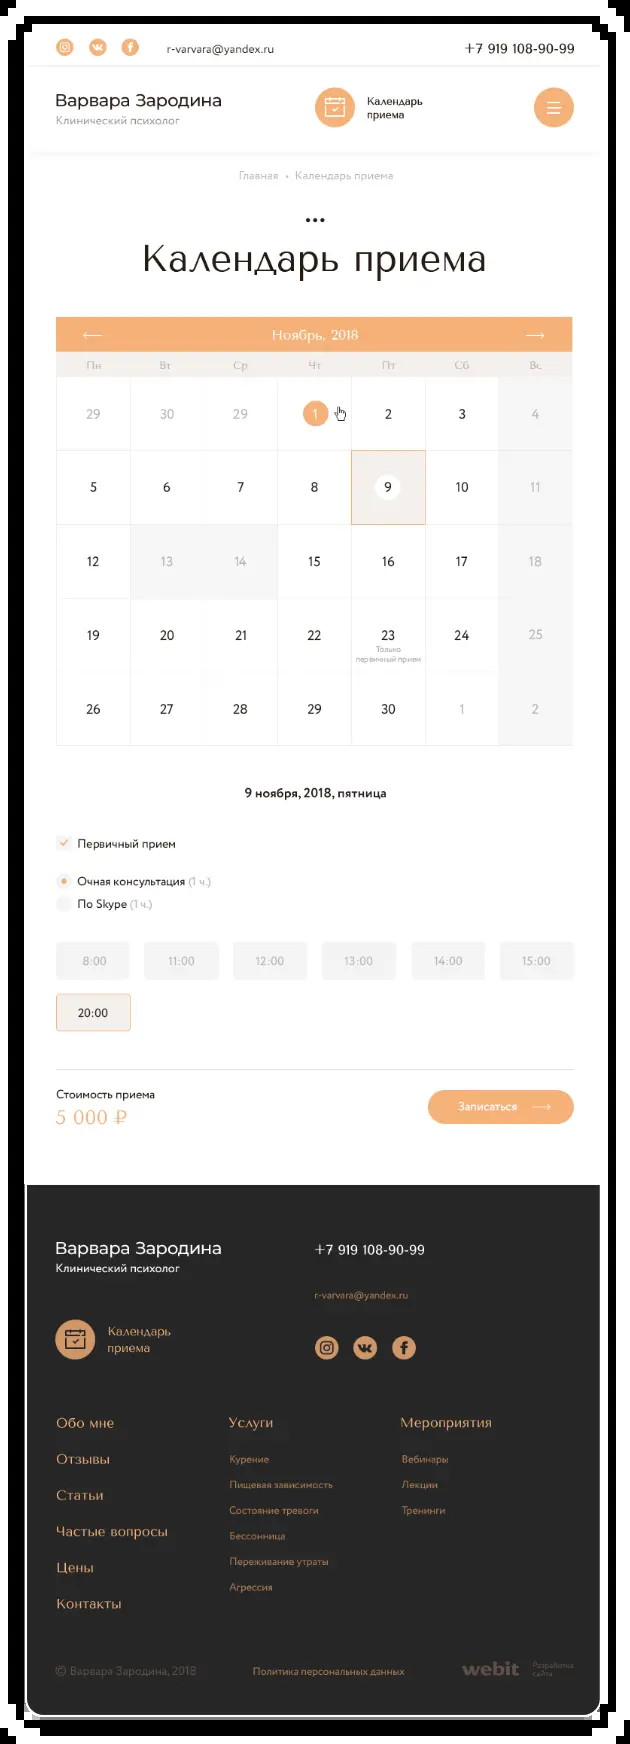 r-varvara@yandex.ru
+7 919 108-90-99
Варвара Зародина
Клинический психолог
Календарь
приема
Главная • Календарь приема
Календарь приема
Ноябрь, 2018
Пн Вт Ср Чт Пт Сб Вс
29 30 29 1 2 3 4
5 6 7 8 9 10 11
12 13 14 15 16 17 18
19 20 21 22 23 24 25
Только
первичный прием
26 27 28 29 30 1 2
9 ноября, 2018, пятница
Первичный прием
Очная консультация (1 ч.)
По Skype (1 ч.)
8:00 11:00 12:00 13:00 14:00 15:00
20:00
Стоимость приема
5 000 ₽
Записаться
Варвара Зародина
Клинический психолог
+7 919 108-90-99
r-varvara@yandex.ru
Календарь
приема
Обо мне
Отзывы
Статьи
Частые вопросы
Цены
Контакты
Услуги
Курение
Пищевая зависимость
Состояние тревоги
Бессонница
Переживание утраты
Агрессия
Мероприятия
Вебинары
Лекции
Тренинги
© Варвара Зародина, 2018
Политика персональных данных
webit
Разработка
сайта